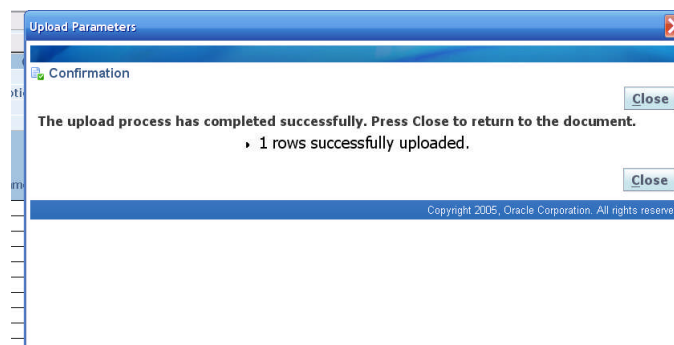 Upload Parameters
Confirmation
Close
The upload process has completed successfully. Press Close to return to the document.
1 rows successfully uploaded.
Close
Copyright 2005, Oracle Corporation. All rights reserve